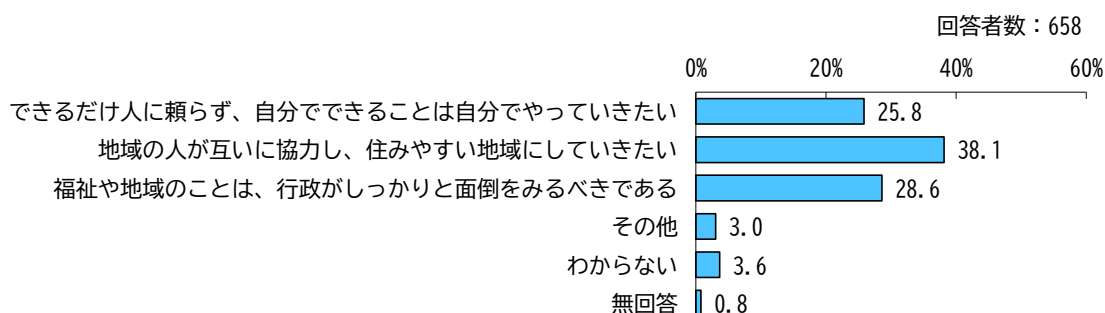 回答者数：658
0% 20% 40% 60%
できるだけ人に頼らず、自分でできることは自分でやっていきたい 25.8
地域の人が互いに協力し、住みやすい地域にしていきたい 38.1
福祉や地域のことは、行政がしっかりと面倒をみるべきである 28.6
その他 3.0
わからない 3.6
無回答 0.8